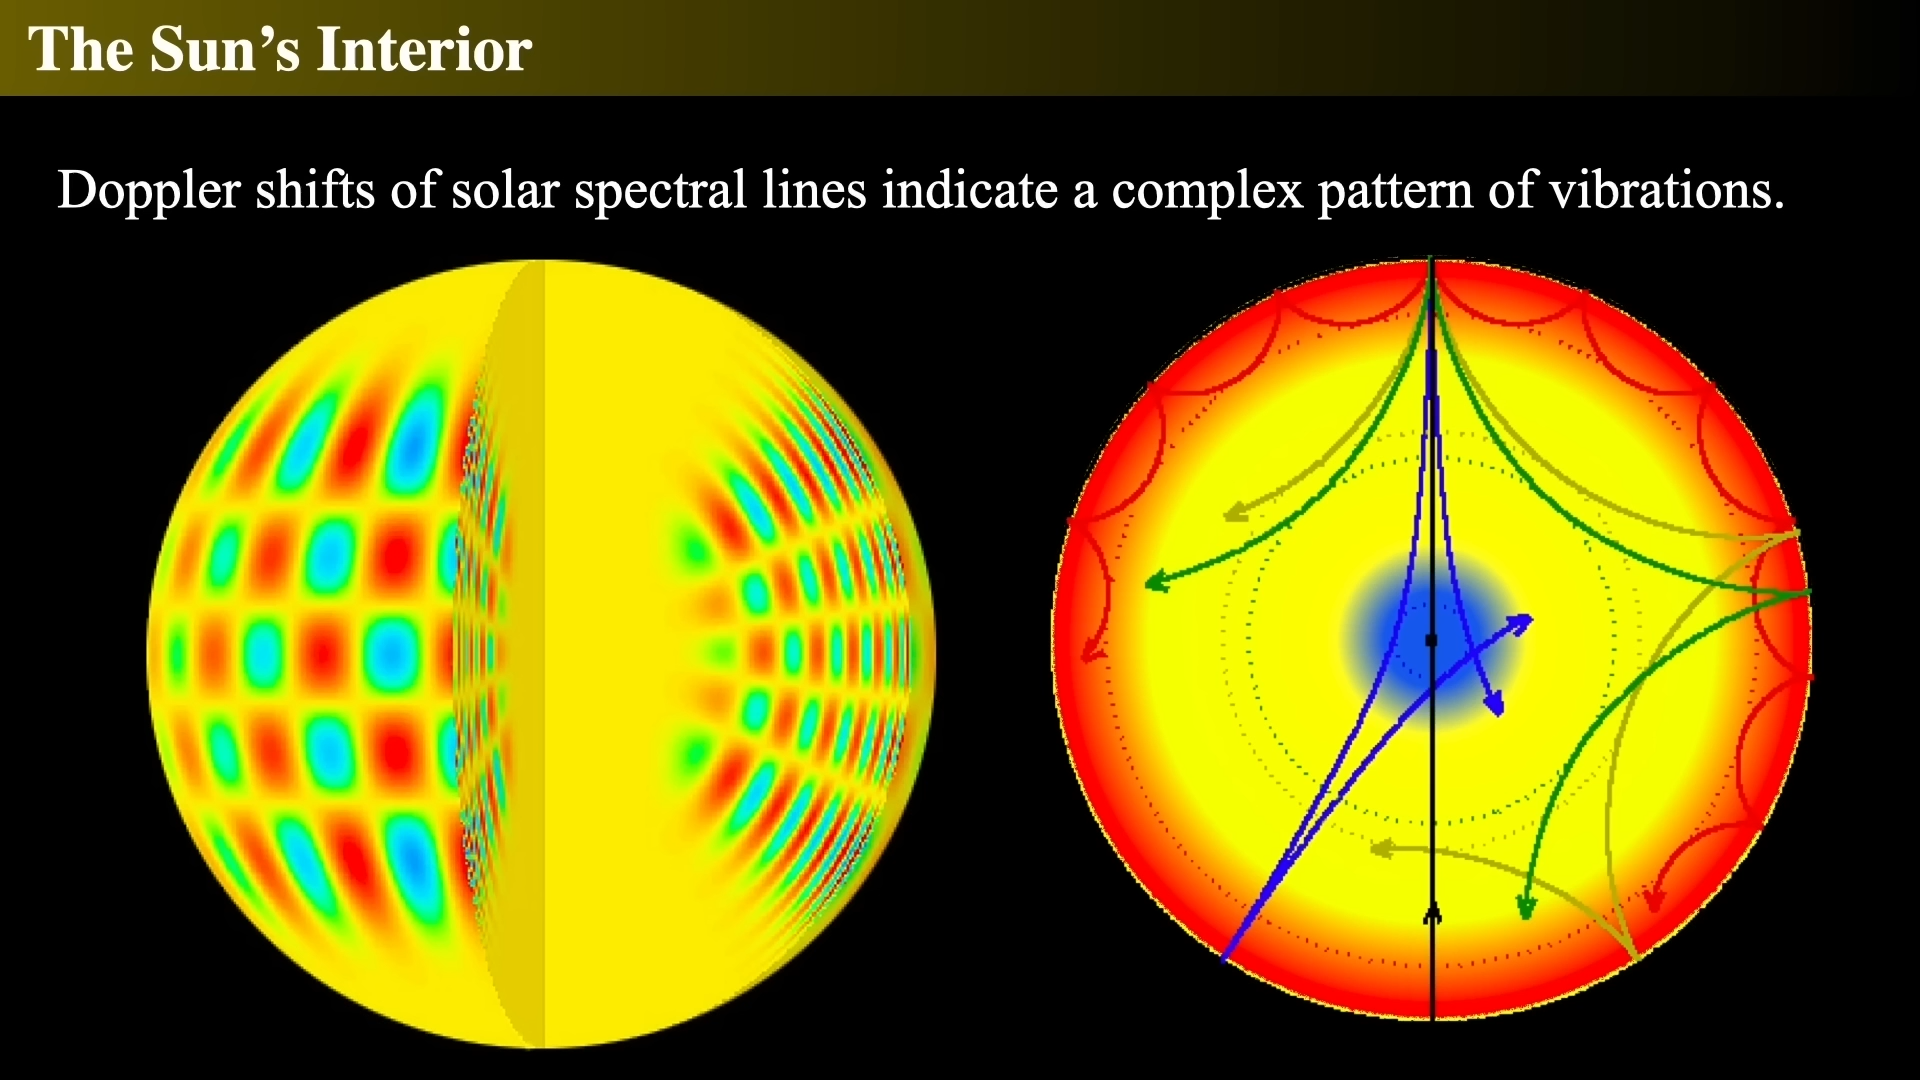 The Sun’s Interior
Doppler shifts of solar spectral lines indicate a complex pattern of vibrations.